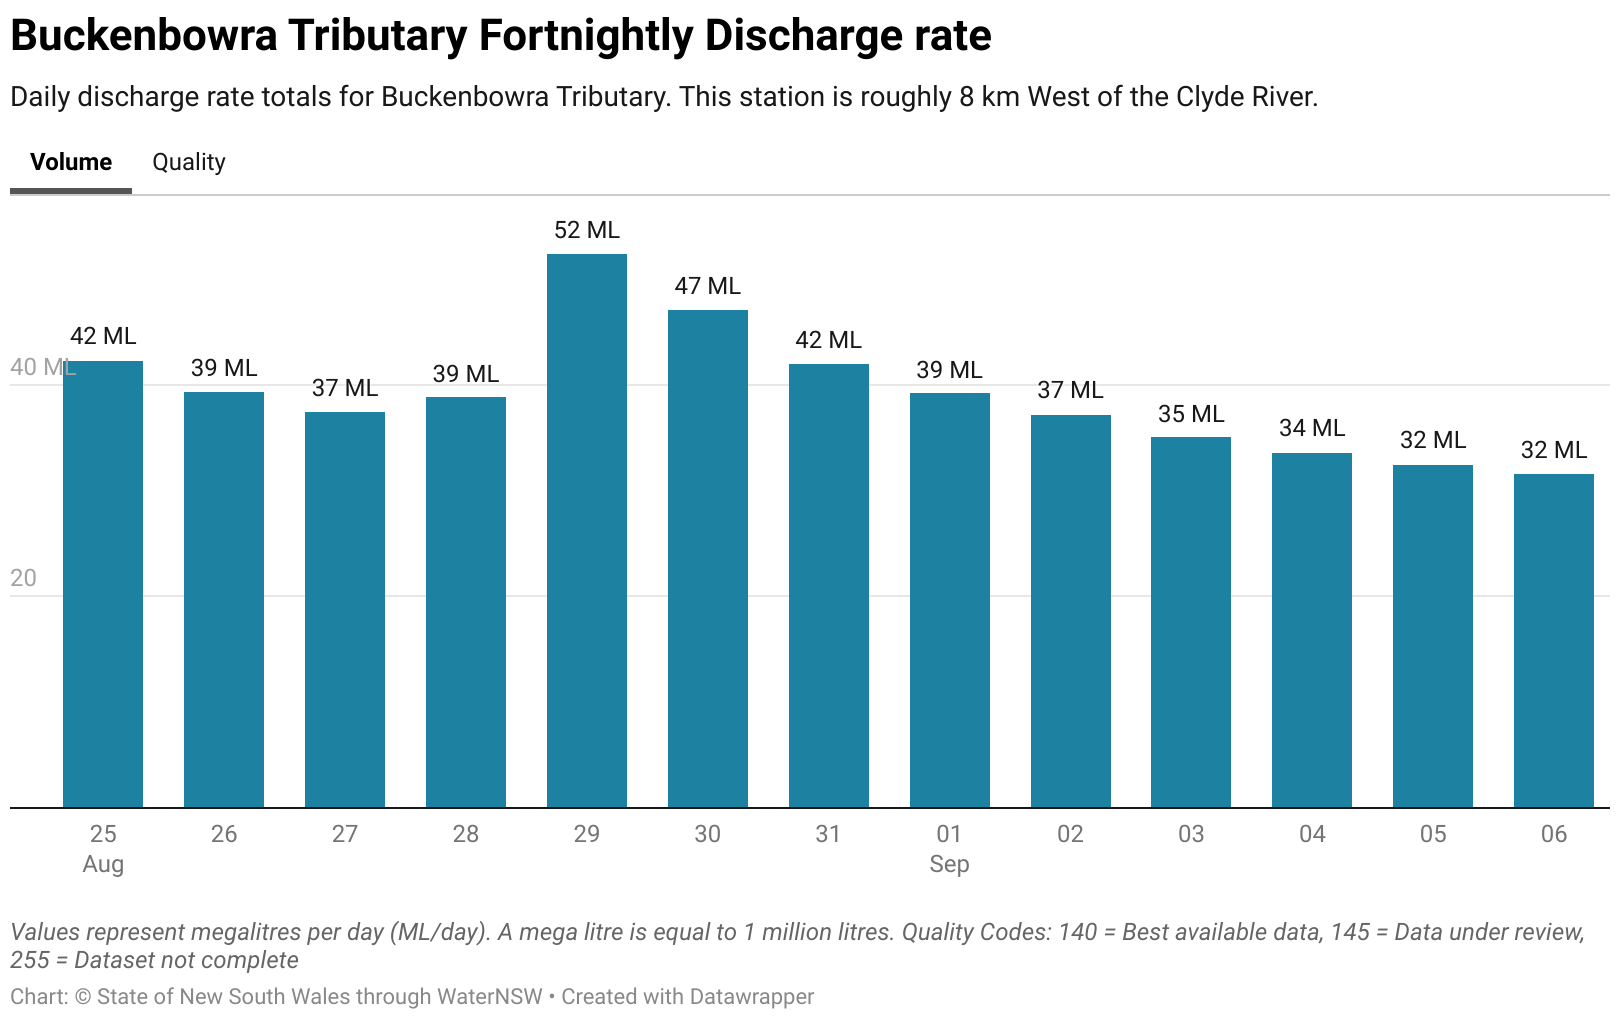 Buckenbowra Tributary Fortnightly Discharge rate
Daily discharge rate totals for Buckenbowra Tributary. This station is roughly 8 km West of the Clyde River.
Volume Quality
52 ML
47 ML
42 ML
42 ML
40 ML
39 ML
37 ML
39 ML
39 ML
37 ML
35 ML
34 ML
32 ML
32 ML
20
25 26 27 28 29 30 31 01 02 03 04 05 06
Aug Sep
Values represent megalitres per day (ML/day). A mega litre is equal to 1 million litres. Quality Codes: 140 = Best available data, 145 = Data under review,
255 = Dataset not complete
Chart: © State of New South Wales through WaterNSW • Created with Datawrapper